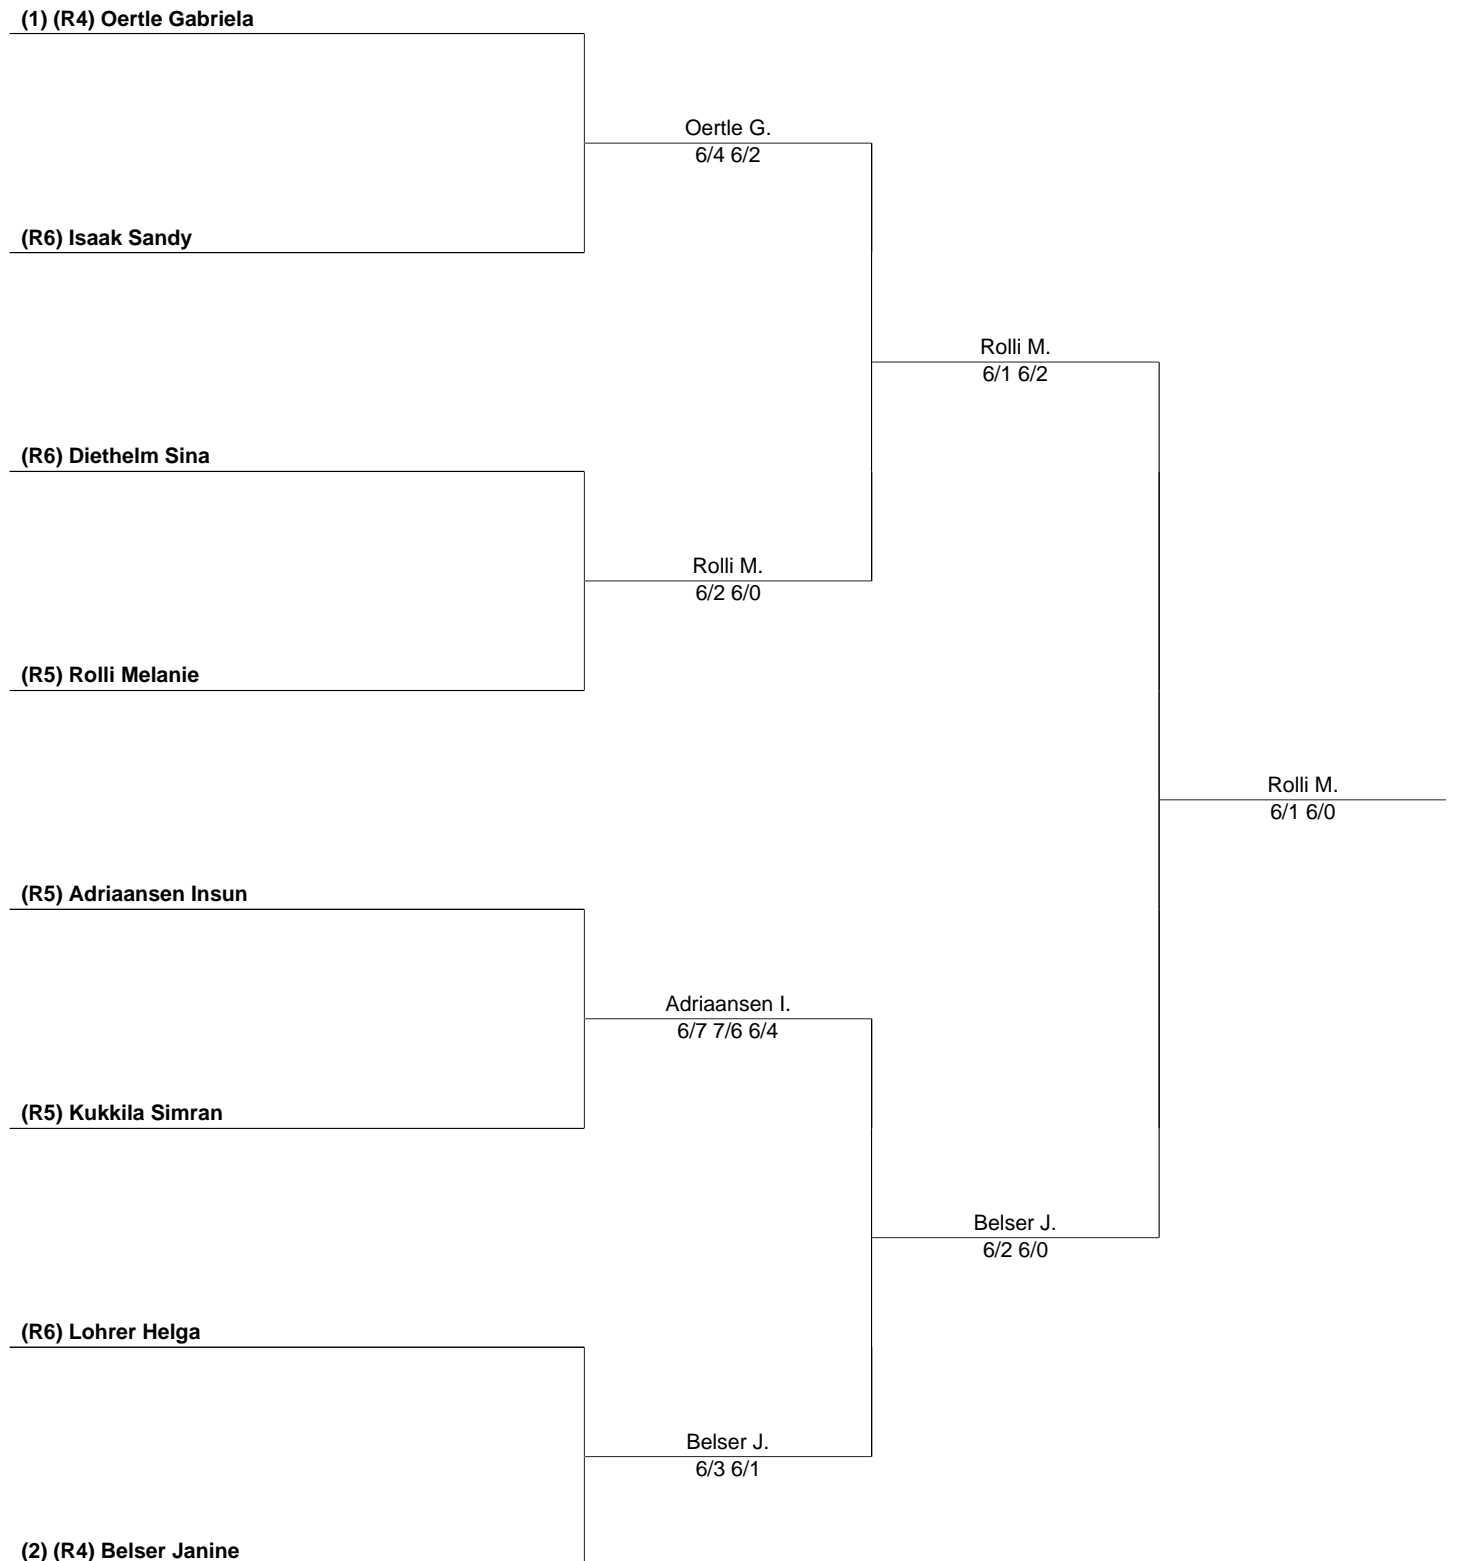 (1) (R4) Oertle Gabriela
Oertle G.
6/4 6/2
(R6) Isaak Sandy
Rolli M.
6/1 6/2
(R6) Diethelm Sina
Rolli M.
6/2 6/0
(R5) Rolli Melanie
Rolli M.
6/1 6/0
(R5) Adriaansen Insun
Adriaansen I.
6/7 7/6 6/4
(R5) Kukkila Simran
Belser J.
6/2 6/0
(R6) Lohrer Helga
Belser J.
6/3 6/1
(2) (R4) Belser Janine